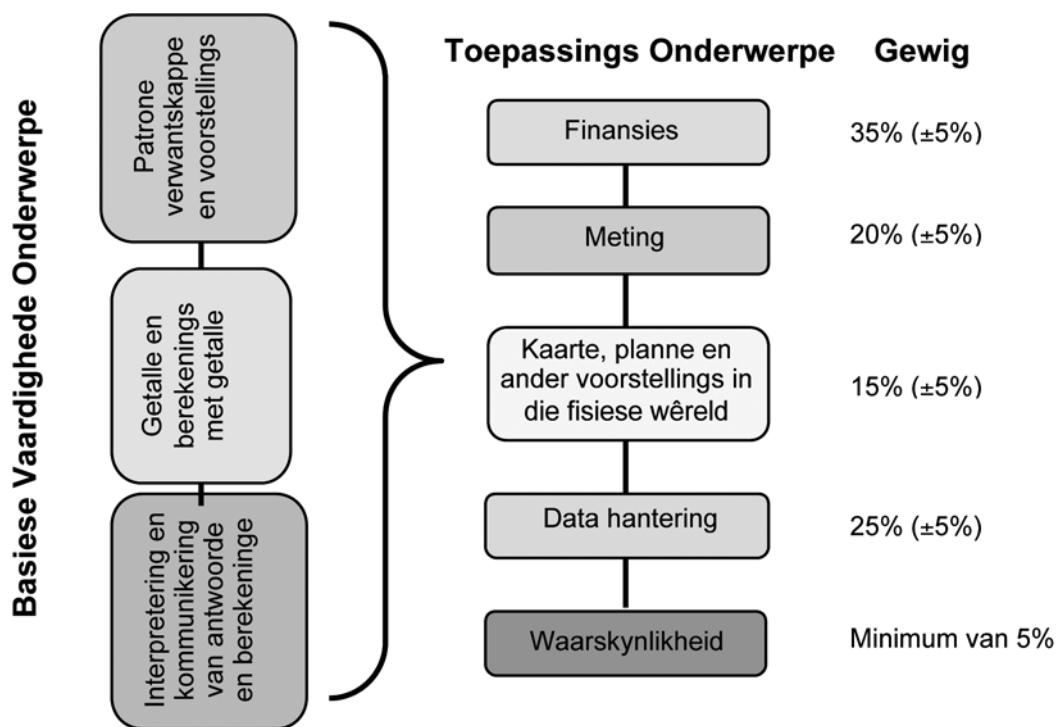 Basiese Vaardighede Onderwerpe
Patrone
verwantskappe
en voorstellings
Getalle en
berekenings
met getalle
Interpretering en
kommunikering
van antwoorde
en berekeninge
Toepassings Onderwerpe
Gewig
Finansies
35% (±5%)
Meting
20% (±5%)
Kaarte, planne en
ander voorstellings in
die fisiese wêreld
15% (±5%)
Data hantering
25% (±5%)
Waarskynlikheid
Minimum van 5%